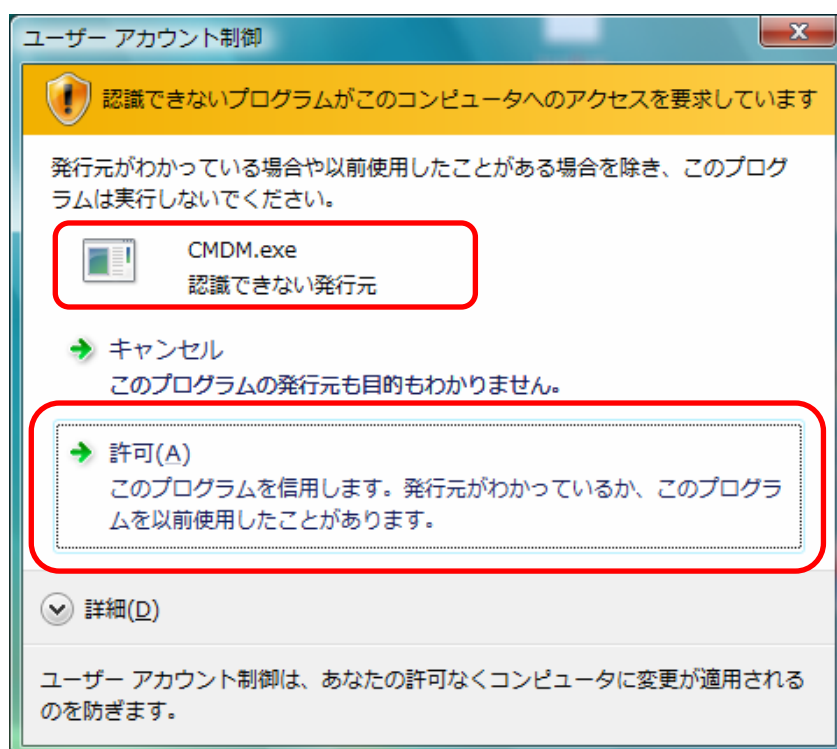 ユーザー アカウント制御
認識できないプログラムがこのコンピュータへのアクセスを要求しています
発行元がわかっている場合や以前使用したことがある場合を除き、このプログ
ラムは実行しないでください。
CMDM.exe
認識できない発行元
キャンセル
このプログラムの発行元も目的もわかりません。
許可(A)
このプログラムを信用します。発行元がわかっているか、このプログラ
ムを以前使用したことがあります。
詳細(D)
ユーザー アカウント制御は、あなたの許可なくコンピュータに変更が適用される
のを防ぎます。